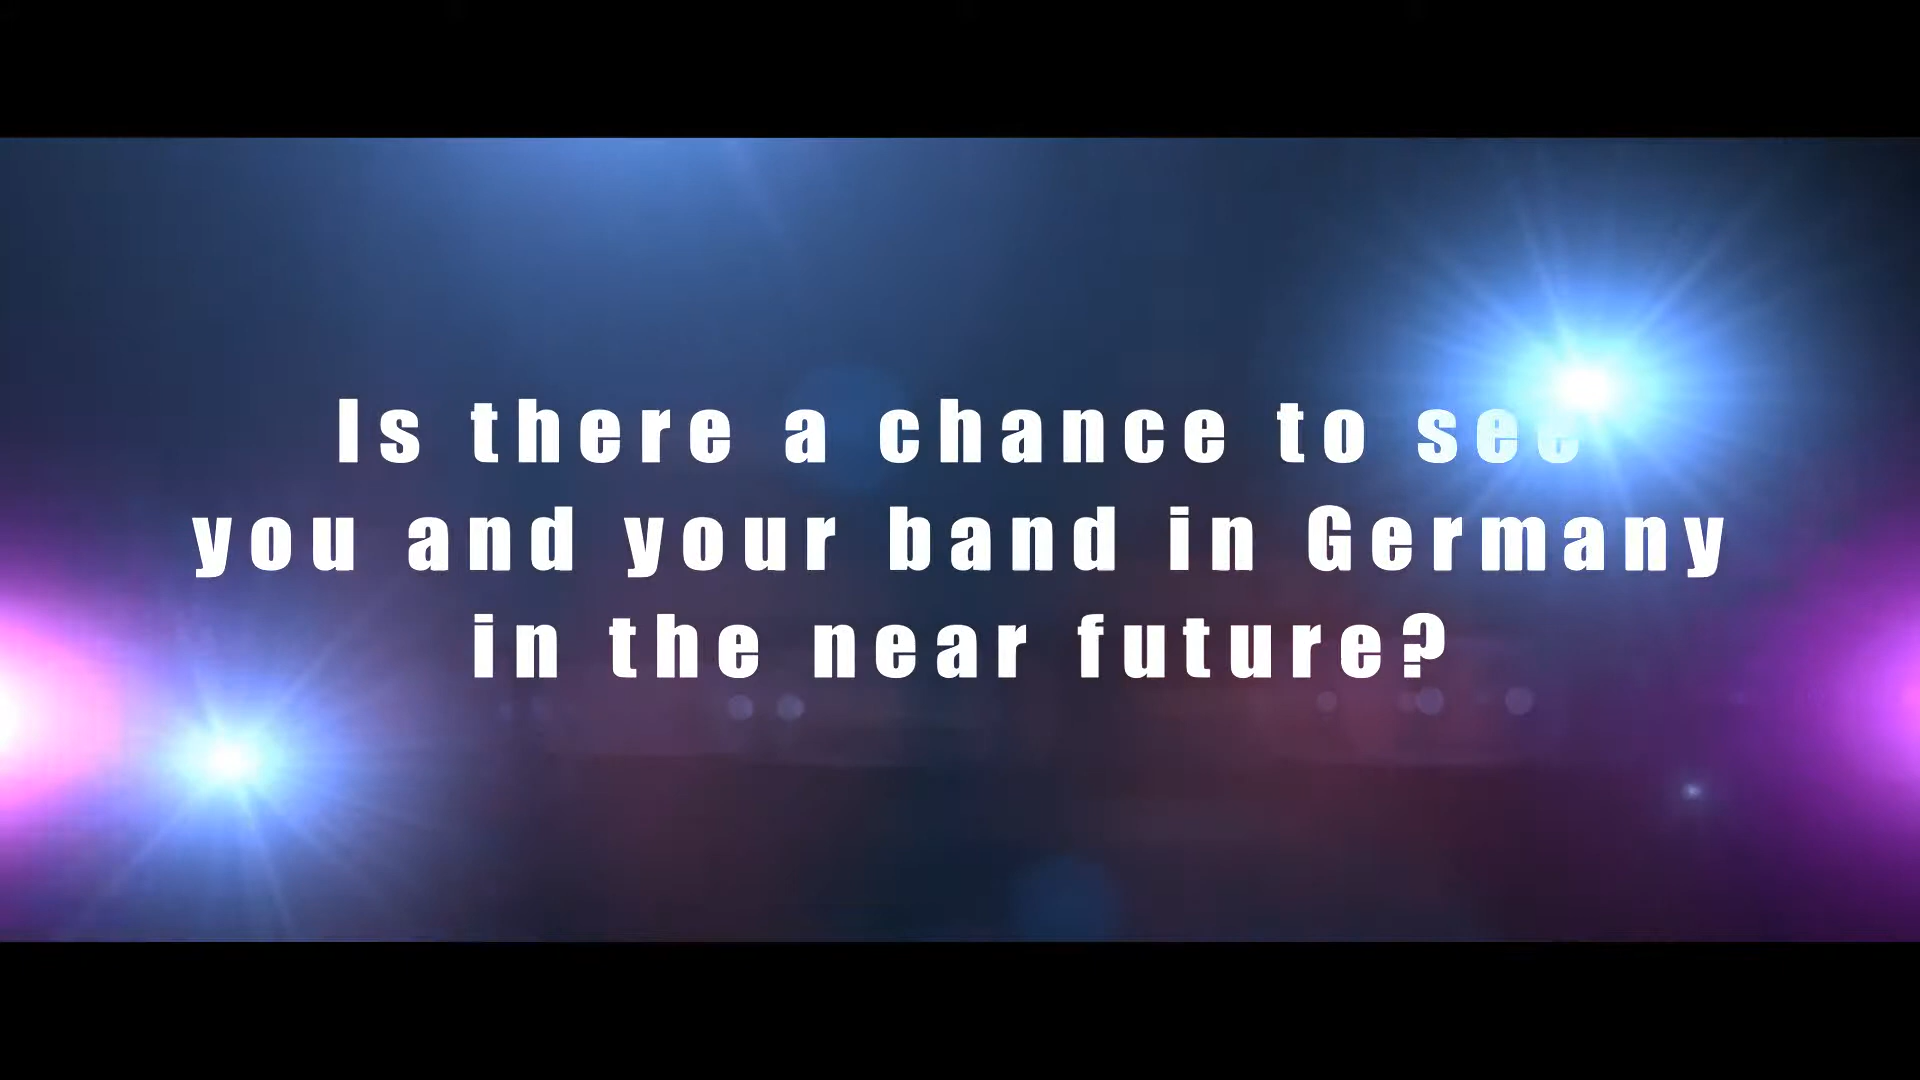 Is there a chance to see
you and your band in Germany
in the near future?